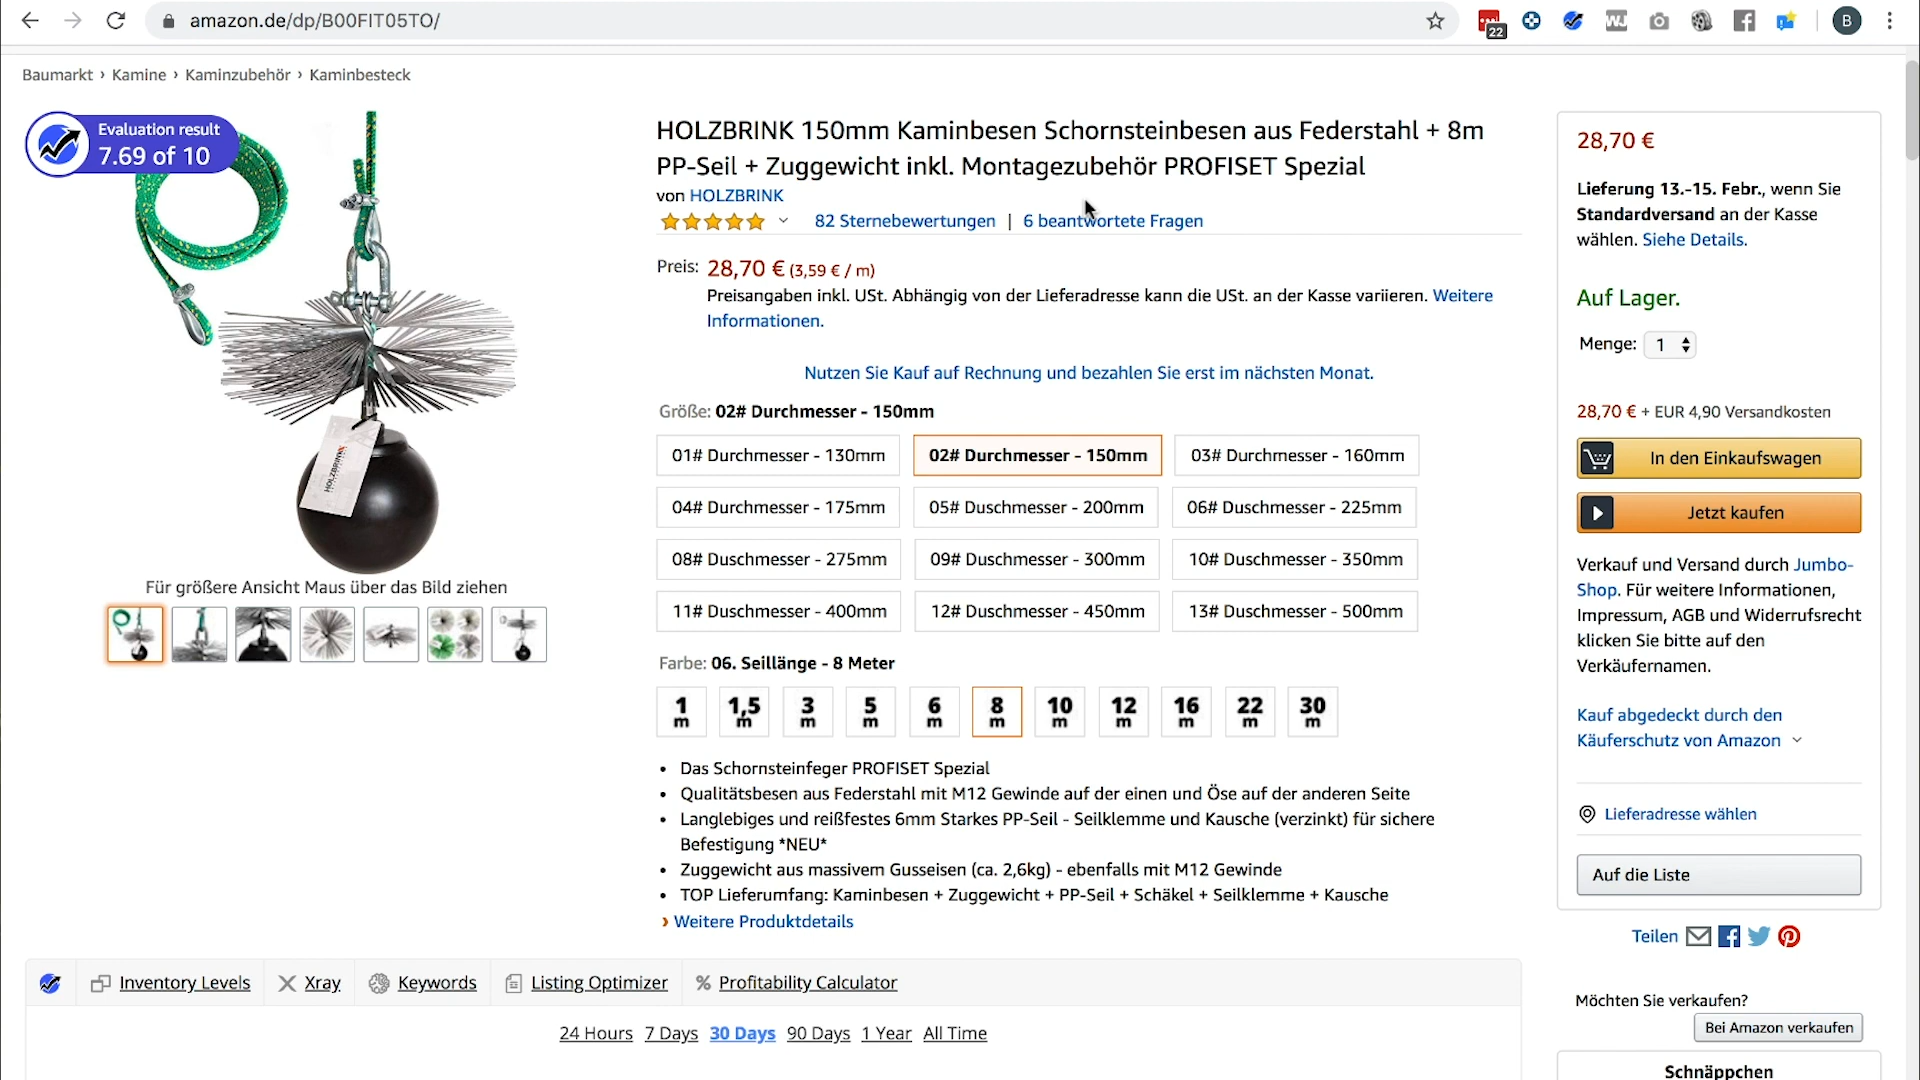 amazon.de/dp/B00FIT05TO/
22
B
Baumarkt › Kamine › Kaminzubehör › Kaminbesteck
Evaluation result
7.69 of 10
HOLZBRINK
Für größere Ansicht Maus über das Bild ziehen
HOLZBRINK 150mm Kaminbesen Schornsteinbesen aus Federstahl + 8m
PP-Seil + Zuggewicht inkl. Montagezubehör PROFISET Spezial
von HOLZBRINK
82 Sternebewertungen | 6 beantwortete Fragen
Preis: 28,70 € (3,59 € / m)
Preisangaben inkl. USt. Abhängig von der Lieferadresse kann die USt. an der Kasse variieren. Weitere
Informationen.
Nutzen Sie Kauf auf Rechnung und bezahlen Sie erst im nächsten Monat.
Größe: 02# Durchmesser - 150mm
01# Durchmesser - 130mm 02# Durchmesser - 150mm 03# Durchmesser - 160mm
04# Durchmesser - 175mm 05# Duschmesser - 200mm 06# Duschmesser - 225mm
08# Duschmesser - 275mm 09# Duschmesser - 300mm 10# Duschmesser - 350mm
11# Duschmesser - 400mm 12# Duschmesser - 450mm 13# Duschmesser - 500mm
Farbe: 06. Seillänge - 8 Meter
1 1,5 3 5 6 8 10 12 16 22 30
m m m m m m m m m m m
• Das Schornsteinfeger PROFISET Spezial
• Qualitätsbesen aus Federstahl mit M12 Gewinde auf der einen und Öse auf der anderen Seite
• Langlebiges und reißfestes 6mm Starkes PP-Seil - Seilklemme und Kausche (verzinkt) für sichere
Befestigung *NEU*
• Zuggewicht aus massivem Gusseisen (ca. 2,6kg) - ebenfalls mit M12 Gewinde
• TOP Lieferumfang: Kaminbesen + Zuggewicht + PP-Seil + Schäkel + Seilklemme + Kausche
› Weitere Produktdetails
28,70 €
Lieferung 13.-15. Febr., wenn Sie
Standardversand an der Kasse
wählen. Siehe Details.
Auf Lager.
Menge: 1
28,70 € + EUR 4,90 Versandkosten
In den Einkaufswagen
Jetzt kaufen
Verkauf und Versand durch Jumbo-
Shop. Für weitere Informationen,
Impressum, AGB und Widerrufsrecht
klicken Sie bitte auf den
Verkäufernamen.
Kauf abgedeckt durch den
Käuferschutz von Amazon
Lieferadresse wählen
Auf die Liste
Teilen
Möchten Sie verkaufen?
Bei Amazon verkaufen
Schnäppchen
Inventory Levels Xray Keywords Listing Optimizer % Profitability Calculator
24 Hours 7 Days 30 Days 90 Days 1 Year All Time